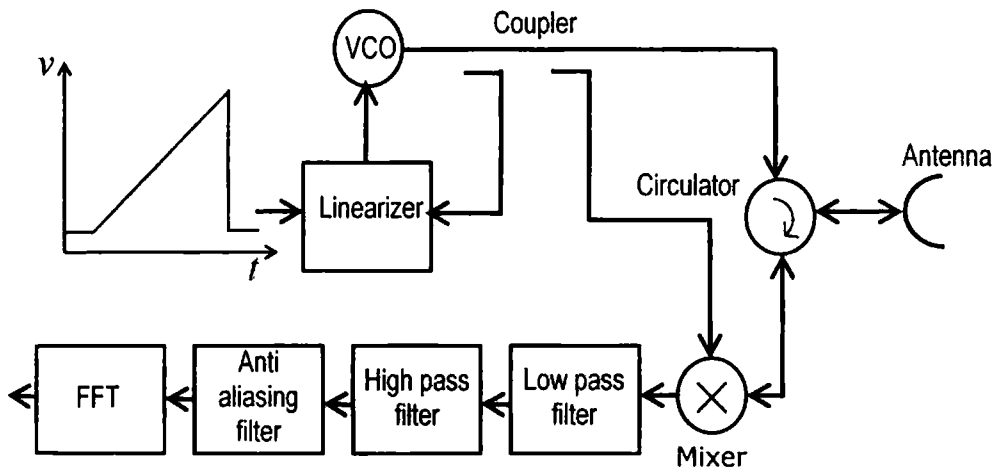 Coupler
VCO
v
Antenna
Circulator
Linearizer
t
FFT
Anti
aliasing
filter
High pass
filter
Low pass
filter
Mixer